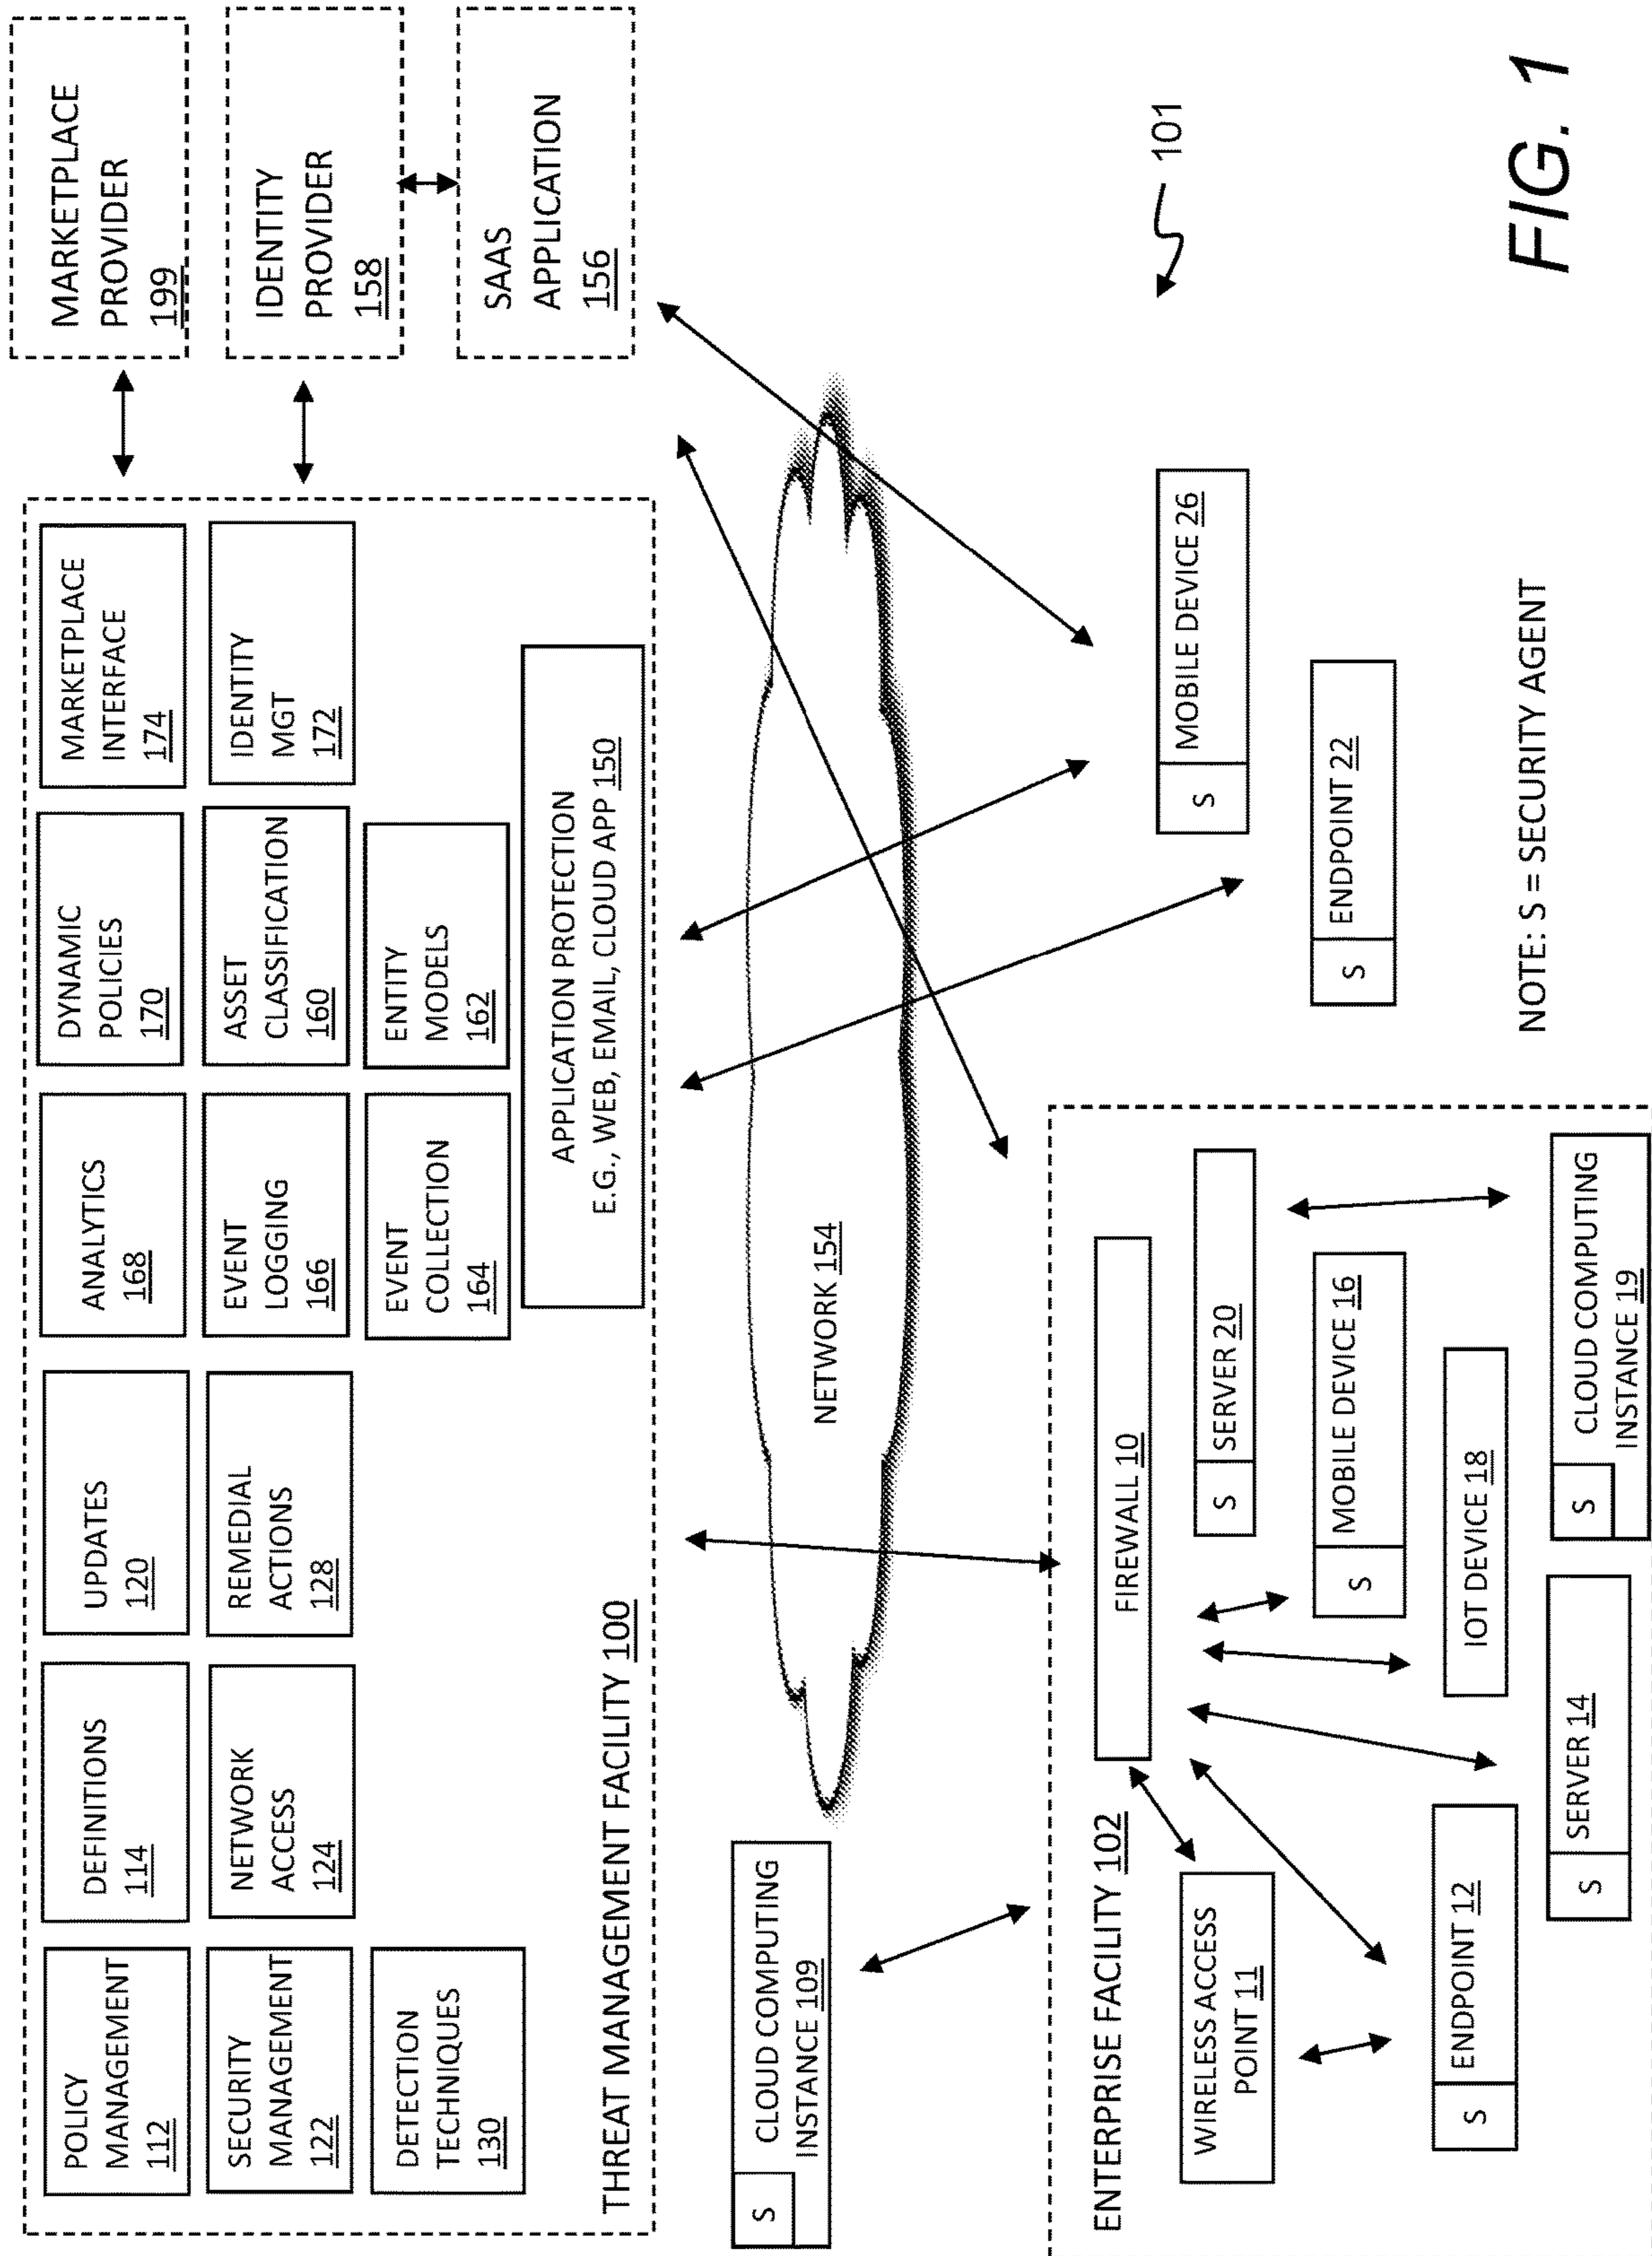 POLICY
MANAGEMENT
112
DEFINITIONS
114
UPDATES
120
ANALYTICS
168
DYNAMIC
POLICIES
170
MARKETPLACE
INTERFACE
174
MARKETPLACE
PROVIDER
199
SECURITY
MANAGEMENT
122
NETWORK
ACCESS
124
REMEDIAL
ACTIONS
128
EVENT
LOGGING
166
ASSET
CLASSIFICATION
160
IDENTITY
MGT
172
IDENTITY
PROVIDER
158
DETECTION
TECHNIQUES
130
EVENT
COLLECTION
164
ENTITY
MODELS
162
SAAS
APPLICATION
156
APPLICATION PROTECTION
E.G., WEB, EMAIL, CLOUD APP 150
THREAT MANAGEMENT FACILITY 100
NETWORK 154
S
CLOUD COMPUTING
INSTANCE 109
101
ENTERPRISE FACILITY 102
FIREWALL 10
WIRELESS ACCESS
POINT 11
S SERVER 20
S MOBILE DEVICE 16
S ENDPOINT 12
IOT DEVICE 18
S SERVER 14
S
CLOUD COMPUTING
INSTANCE 19
S MOBILE DEVICE 26
S ENDPOINT 22
NOTE: S = SECURITY AGENT
FIG. 1